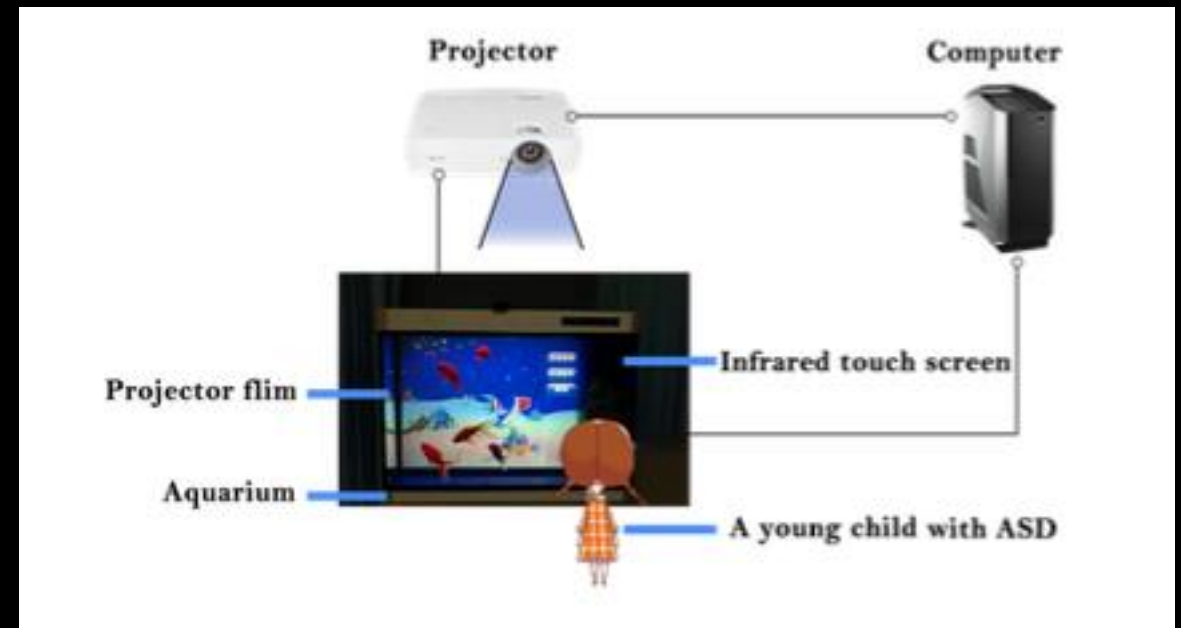 Projector
Computer
Infrared touch screen
Projector flim
Aquarium
A young child with ASD